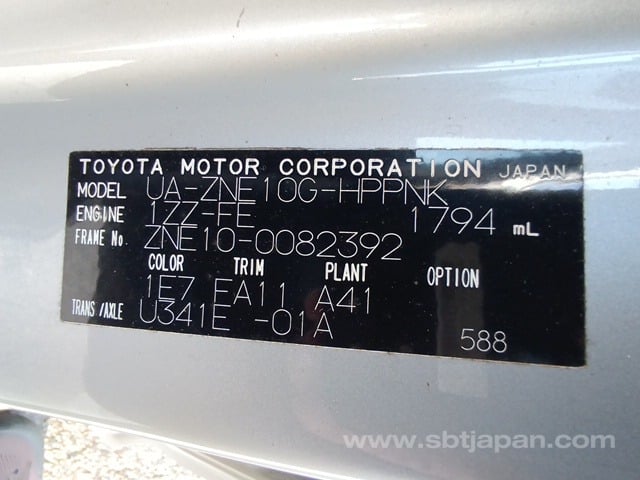 TOYOTA MOTOR CORPORATION JAPAN
MODEL UA-ZNE10G-HPPNK
ENGINE 1ZZ-FE 1794 mL
FRAME No. ZNE10-0082392
COLOR TRIM PLANT OPTION
1E7 FA11 A41
TRANS/AXLE U341E -01A
588
www.sbtjapan.com